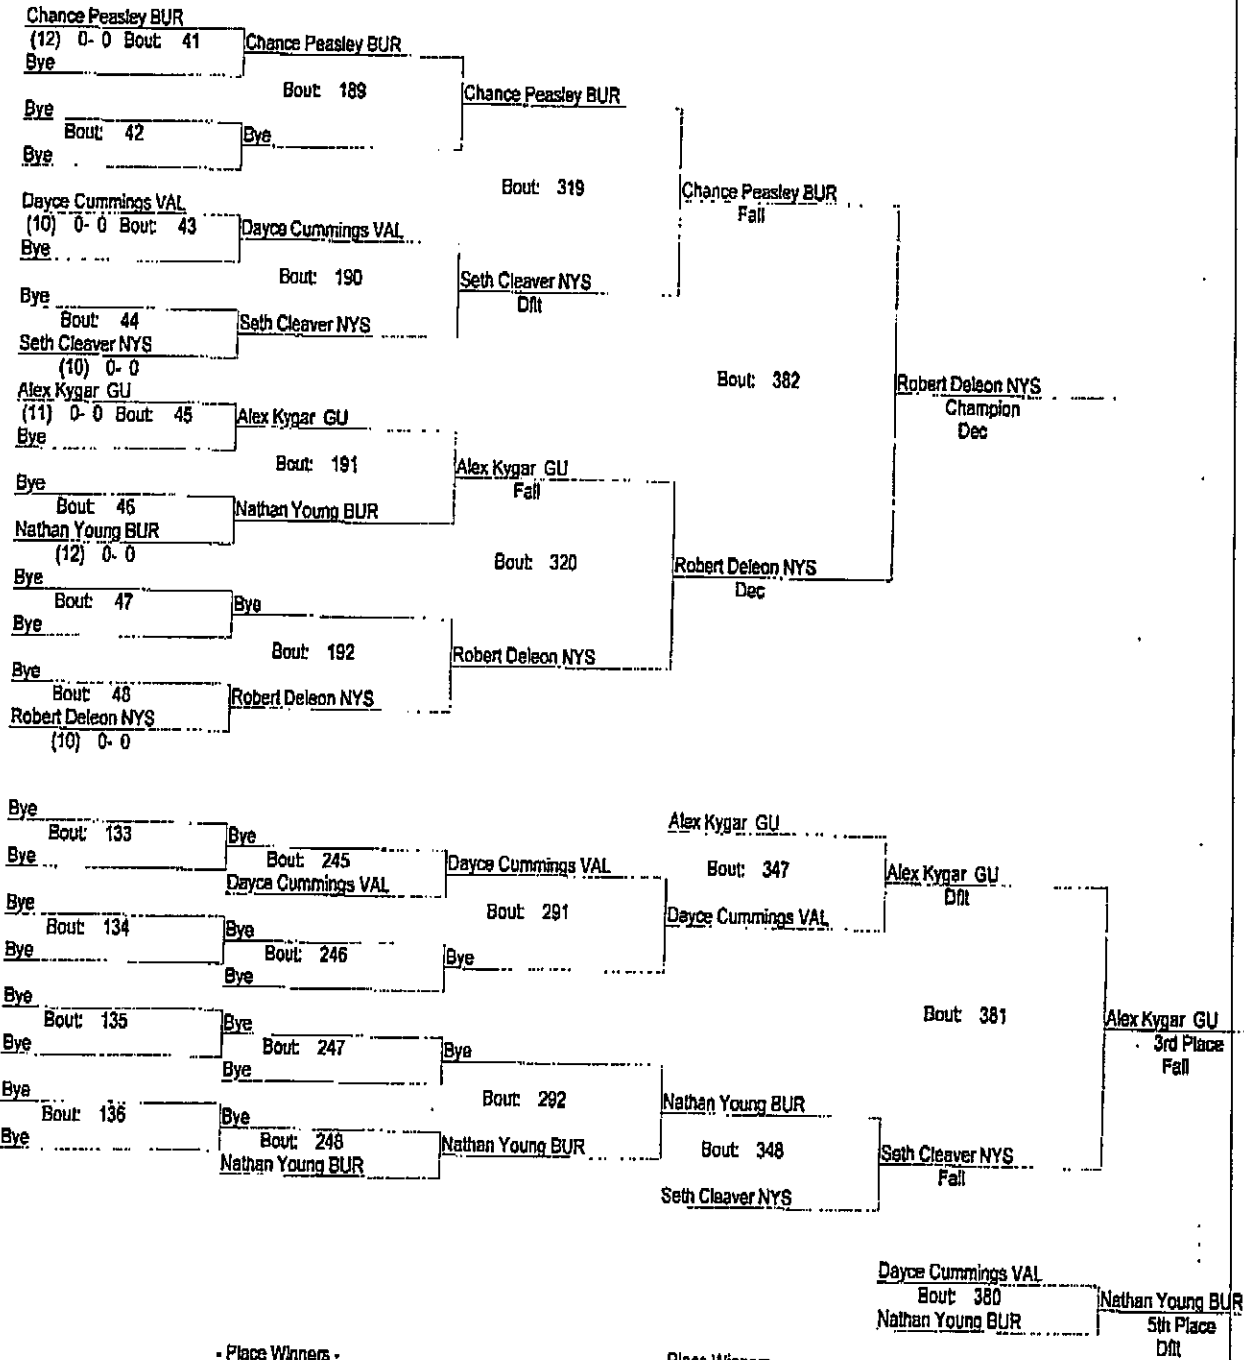 Chance Peasley BUR
(12) 0- 0 Bout: 41
Bye
Chance Peasley BUR
Bout: 189
Bye
Bout: 42
Bye
Bye
Chance Peasley BUR
Bout: 319
Dayce Cummings VAL
(10) 0- 0 Bout: 43
Bye
Dayce Cummings VAL
Bout: 190
Bye
Bout: 44
Seth Cleaver NYS
(10) 0- 0
Seth Cleaver NYS
Seth Cleaver NYS
Dflt
Chance Peasley BUR
Fall
Bout: 382
Alex Kygar GU
(11) 0- 0 Bout: 45
Bye
Alex Kygar GU
Bout: 191
Bye
Bout: 46
Nathan Young BUR
(12) 0- 0
Nathan Young BUR
Alex Kygar GU
Fall
Bout: 320
Bye
Bout: 47
Bye
Bye
Bout: 192
Bye
Bout: 48
Robert Deleon NYS
(10) 0- 0
Robert Deleon NYS
Robert Deleon NYS
Robert Deleon NYS
Dec
Robert Deleon NYS
Champion
Dec
Bye
Bout: 133
Bye
Bye
Bout: 245
Dayce Cummings VAL
Dayce Cummings VAL
Bout: 291
Bye
Bout: 134
Bye
Bye
Bout: 246
Bye
Bye
Alex Kygar GU
Bout: 347
Dayce Cummings VAL
Alex Kygar GU
Dflt
Bout: 381
Bye
Bout: 135
Bye
Bye
Bout: 247
Bye
Bye
Bout: 292
Bye
Bout: 136
Bye
Bye
Bout: 248
Nathan Young BUR
Nathan Young BUR
Nathan Young BUR
Bout: 348
Seth Cleaver NYS
Seth Cleaver NYS
Fall
Alex Kygar GU
3rd Place
Fall
Dayce Cummings VAL
Bout: 380
Nathan Young BUR
Nathan Young BUR
5th Place
Dflt
- Place Winners -
Place Winners